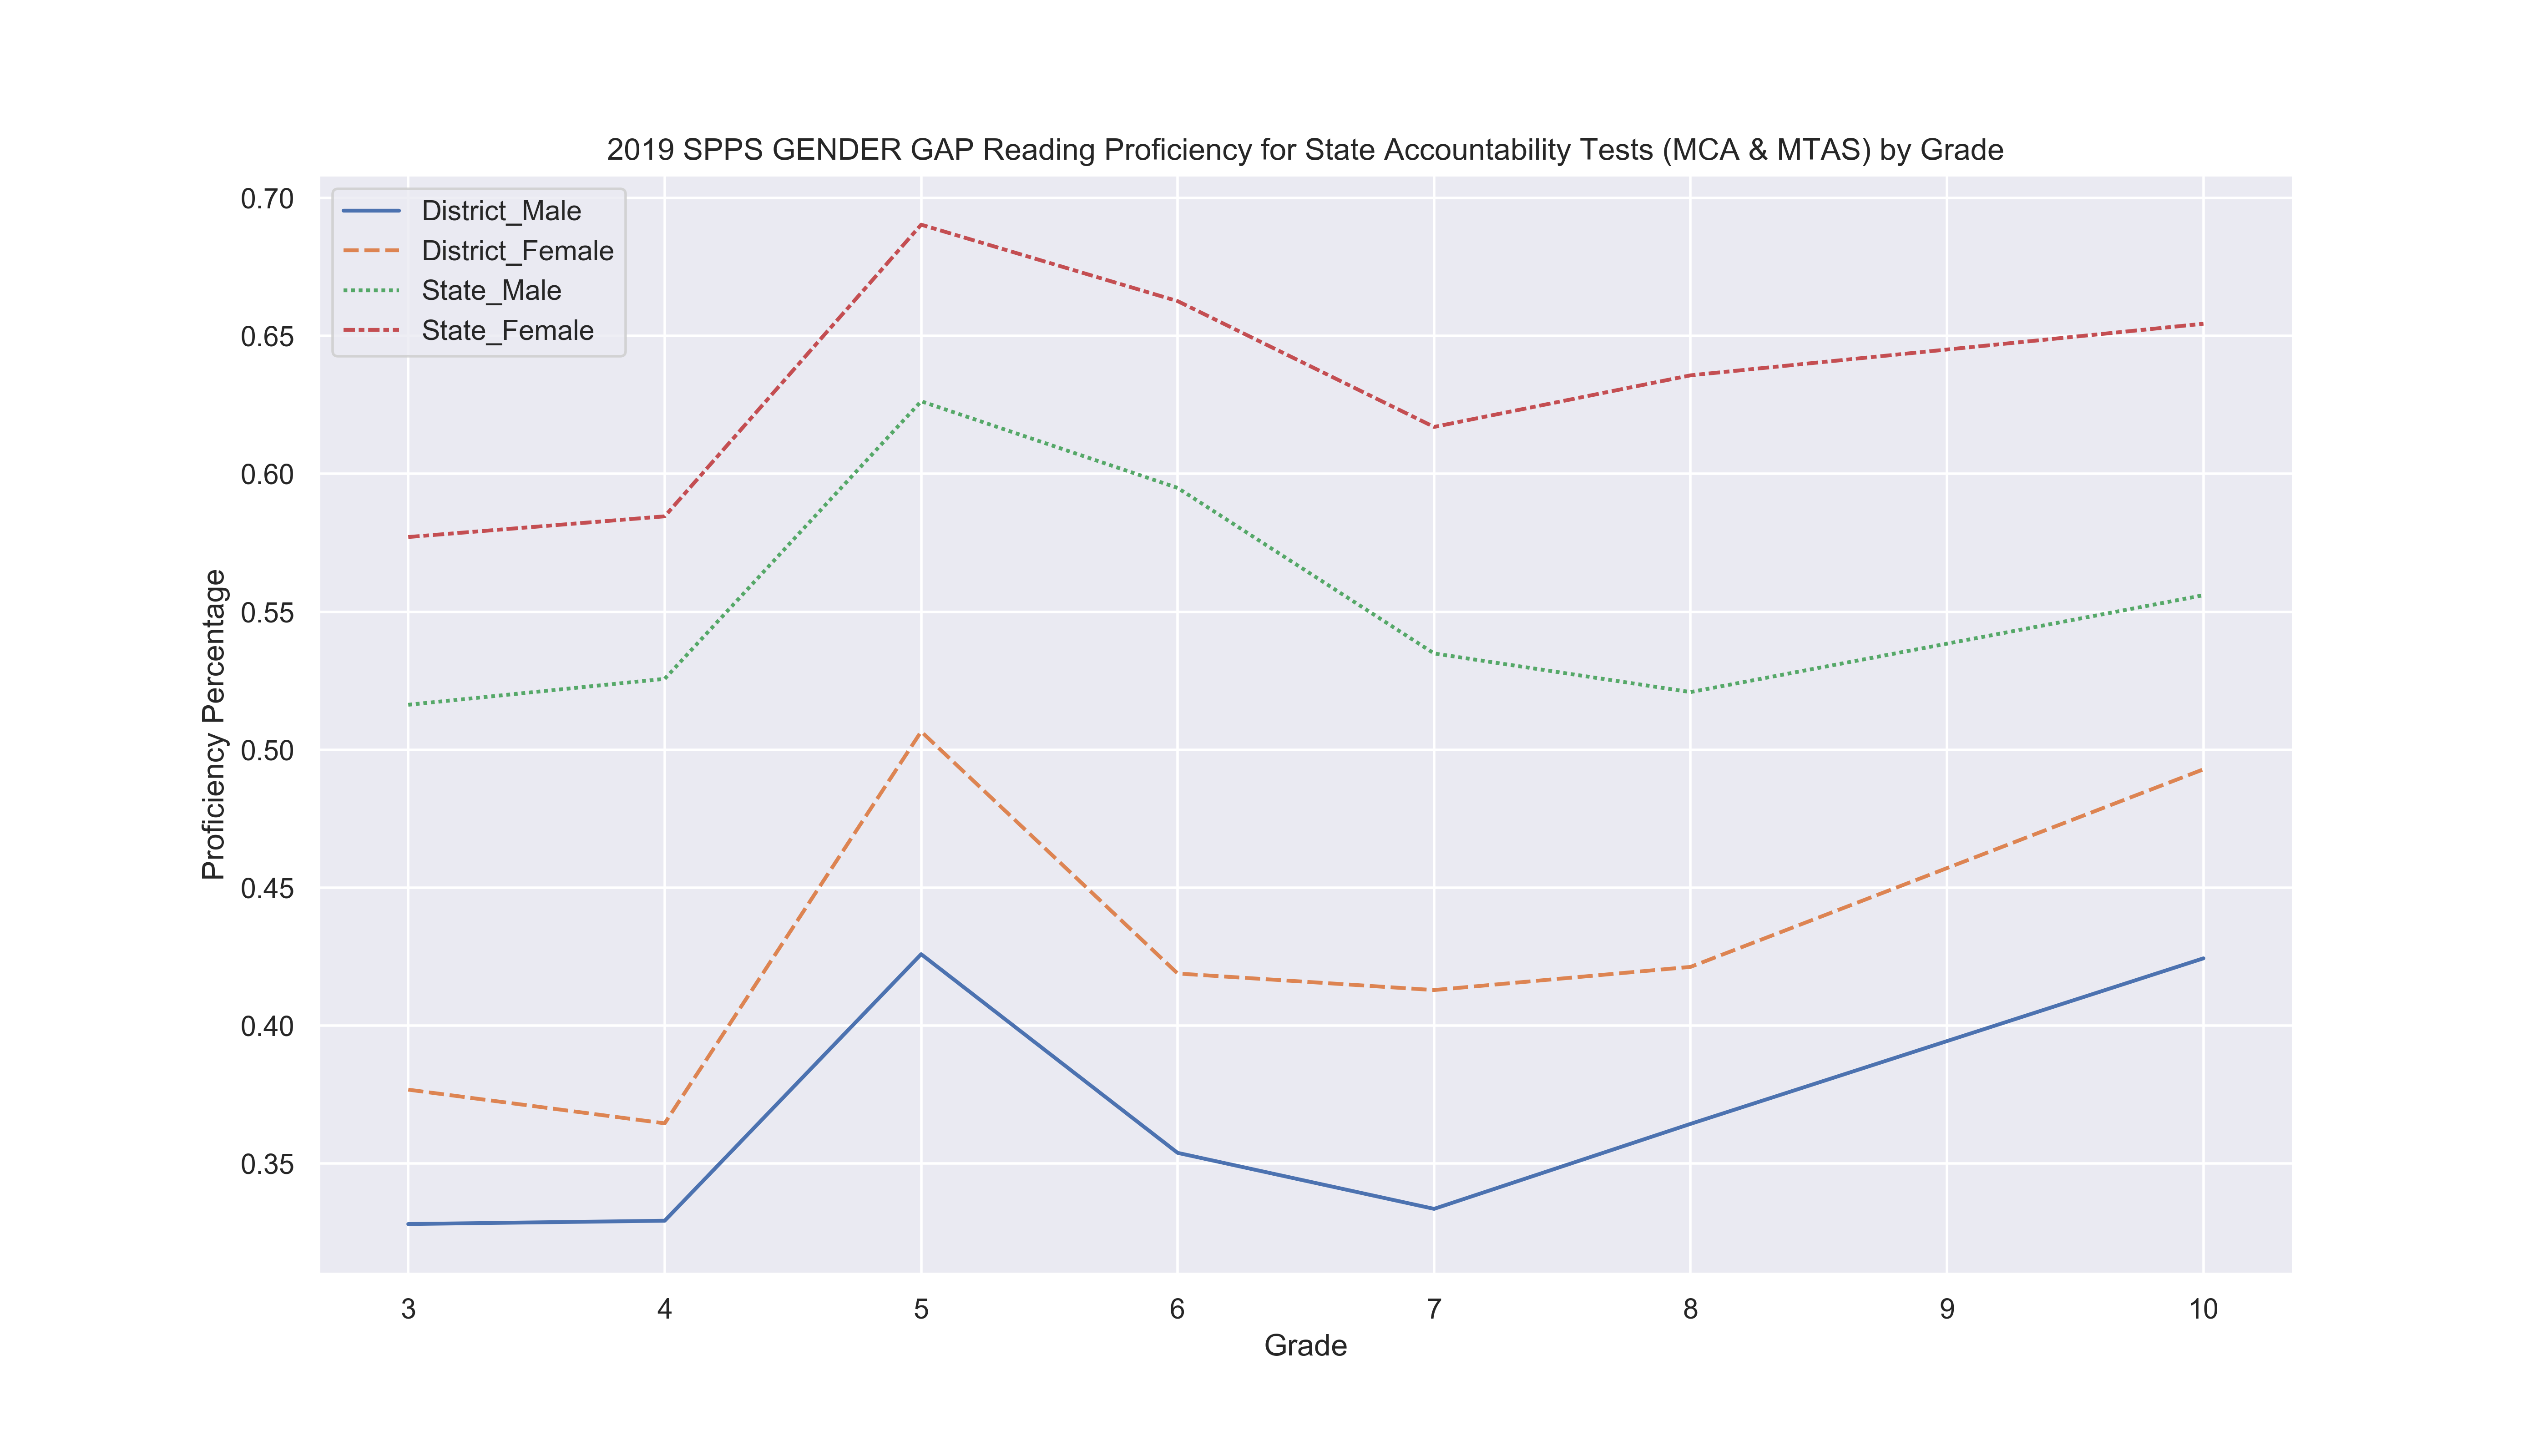 2019 SPPS GENDER GAP Reading Proficiency for State Accountability Tests (MCA & MTAS) by Grade
District_Male
District_Female
State_Male
State_Female
Proficiency Percentage
0.70
0.65
0.60
0.55
0.50
0.45
0.40
0.35
3 4 5 6 7 8 9 10
Grade